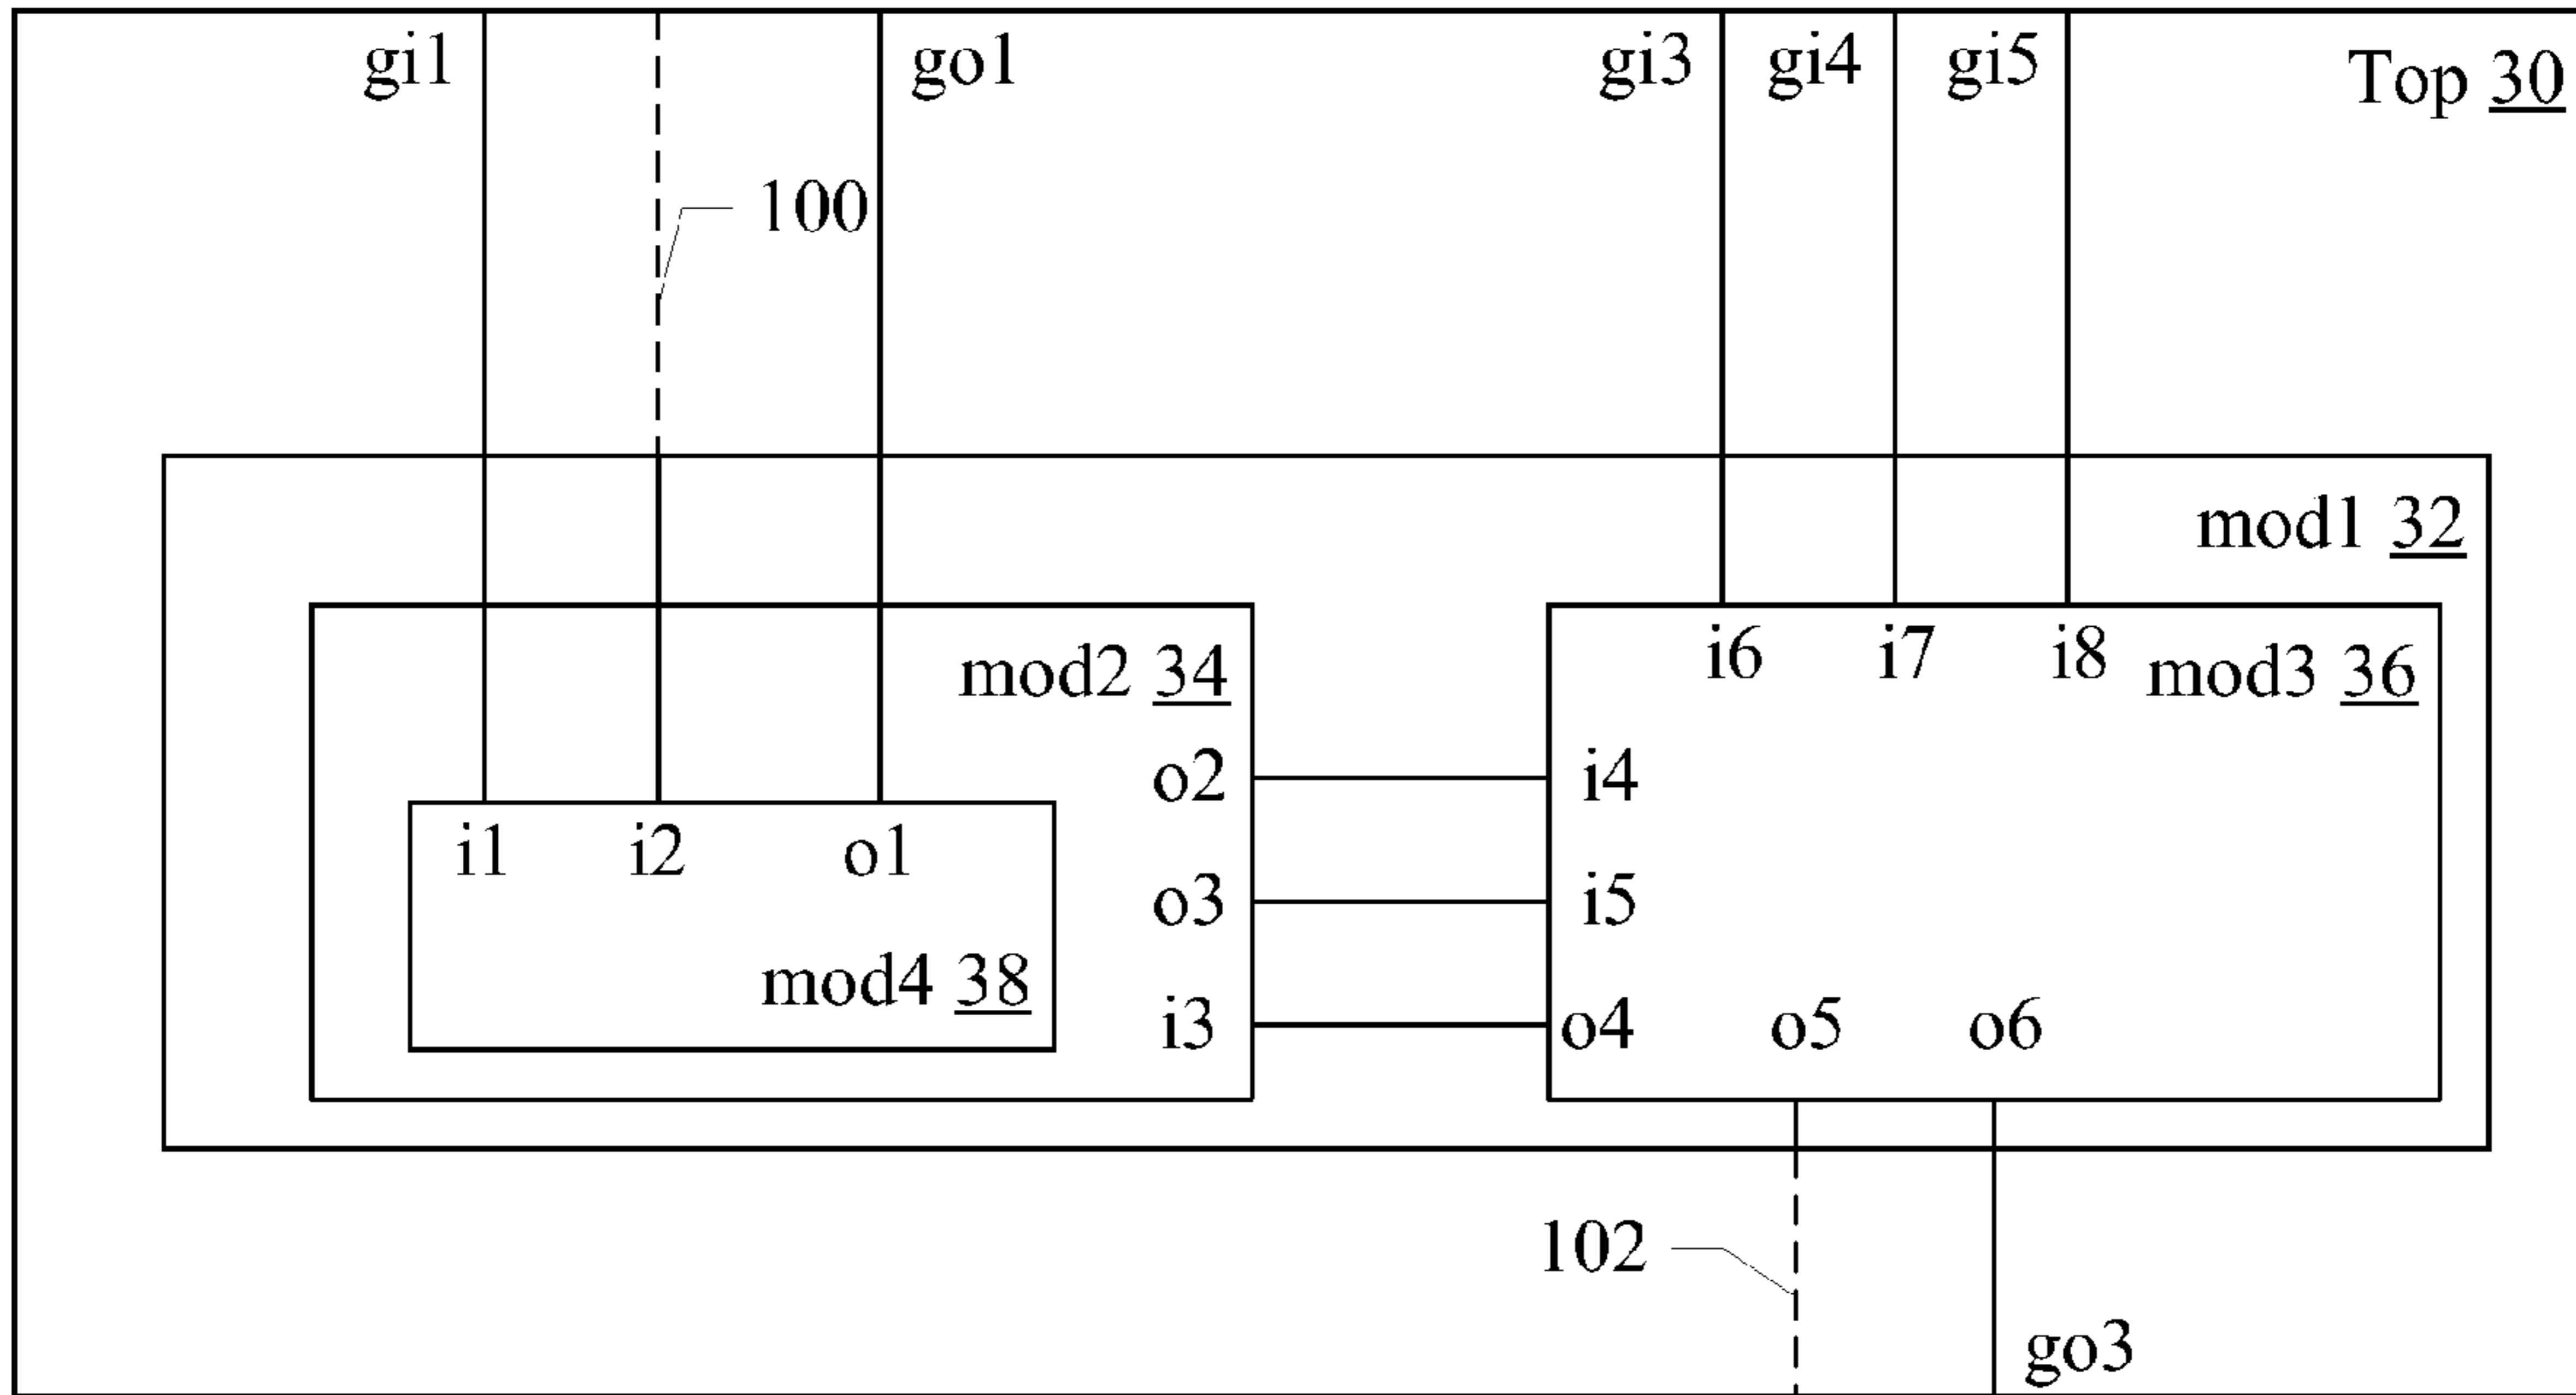 gi1 go1 gi3 gi4 gi5 Top 30
100
mod1 32
mod2 34 i6 i7 i8 mod3 36
o2 i4
i1 i2 o1
o3 i5
mod4 38
i3 o4 o5 o6
102
go3